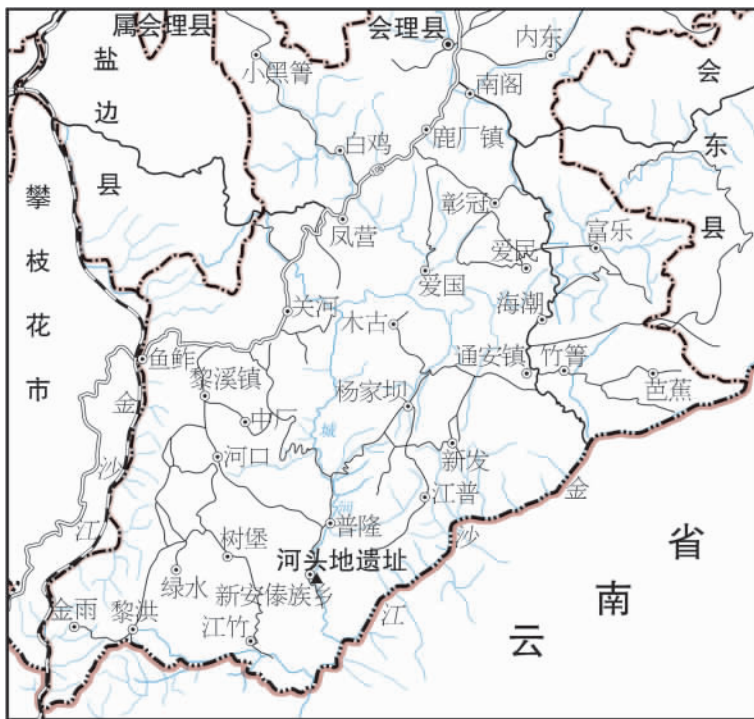 属会理县
会理县
内东
盐边县
小黑箐
南阁
会东县
白鸡
鹿厂镇
攀枝花市
彰冠
凤营
富乐
爱民
爱国
关河
木古
海潮
鱼鲊
通安镇
竹箐
黎溪镇
杨家坝
芭蕉
中厂
城河
河口
新发
江普
金沙江
普隆
树堡
河头地遗址
绿水
新安傣族乡
金雨
黎洪
江竹
金沙江
云南省